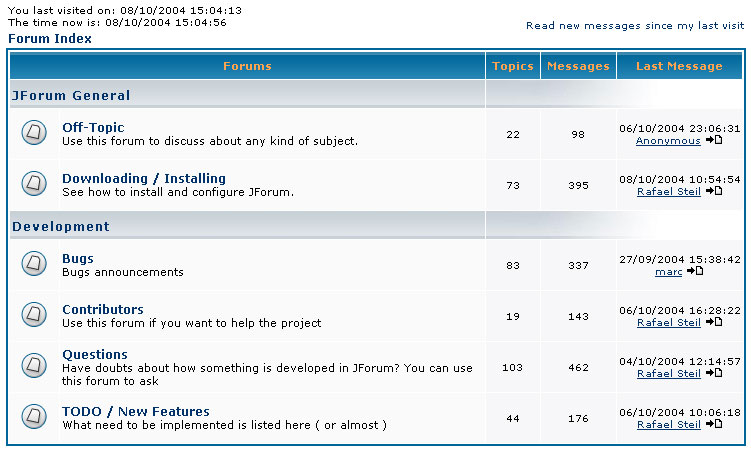 You last visited on: 08/10/2004 15:04:13
The time now is: 08/10/2004 15:04:56
Read new messages since my last visit
Forum Index
Forums Topics Messages Last Message
JForum General
Off-Topic
Use this forum to discuss about any kind of subject.
22 98 06/10/2004 23:06:31
Anonymous
Downloading / Installing
See how to install and configure JForum.
73 395 08/10/2004 10:54:54
Rafael Steil
Development
Bugs
Bugs announcements
83 337 27/09/2004 15:38:42
marc
Contributors
Use this forum if you want to help the project
19 143 06/10/2004 16:28:22
Rafael Steil
Questions
Have doubts about how something is developed in JForum? You can use
this forum to ask
103 462 04/10/2004 12:14:57
Rafael Steil
TODO / New Features
What need to be implemented is listed here ( or almost )
44 176 06/10/2004 10:06:18
Rafael Steil